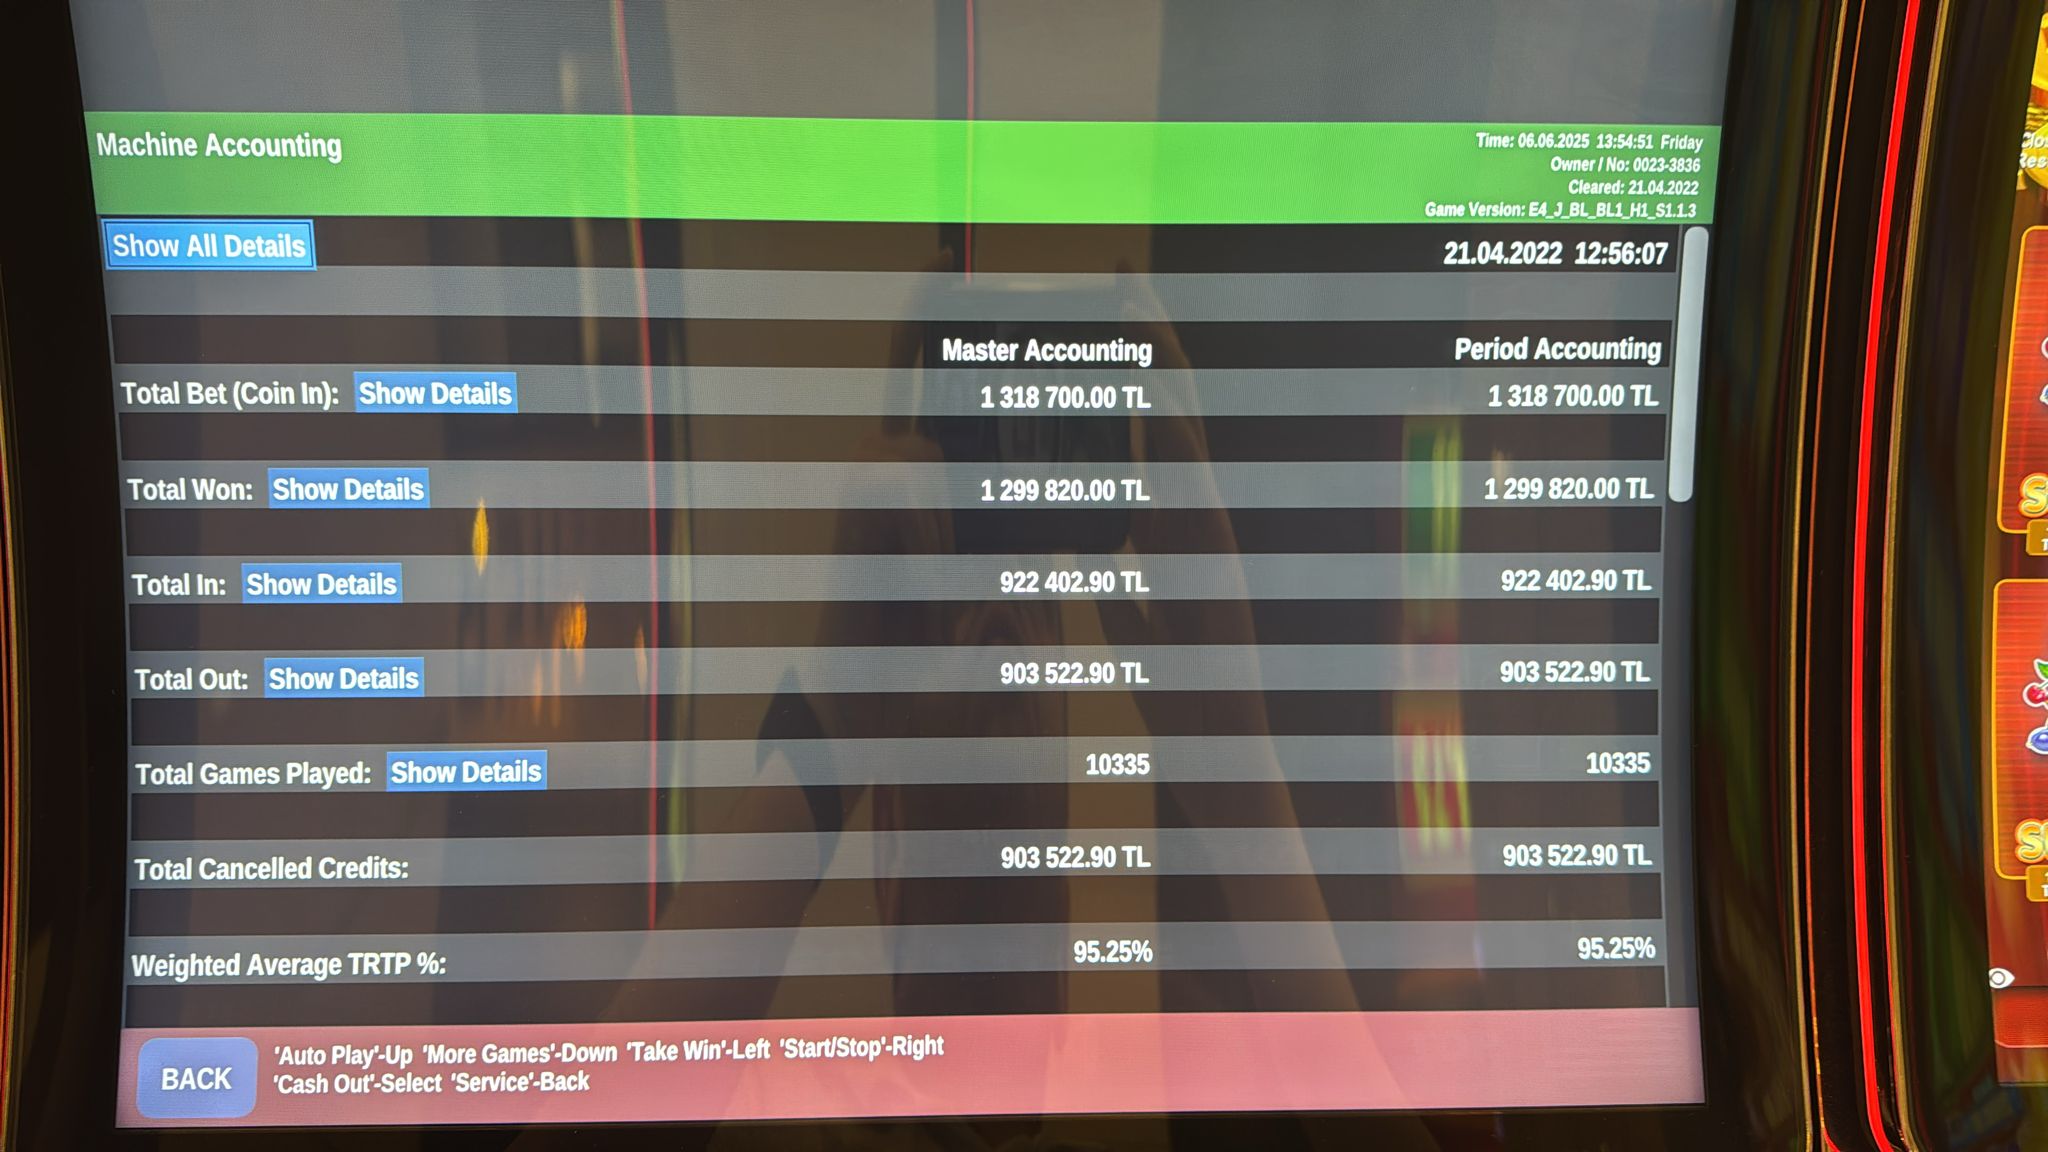 Machine Accounting
Time: 06.06.2025 13:54:51 Friday
Owner / No: 0023-3836
Cleared: 21.04.2022
Game Version: E4_J_BL_BL1_H1_S1.1.3
Show All Details
21.04.2022 12:56:07
Master Accounting Period Accounting
Total Bet (Coin In): Show Details 1 318 700.00 TL 1 318 700.00 TL
Total Won: Show Details 1 299 820.00 TL 1 299 820.00 TL
Total In: Show Details 922 402.90 TL 922 402.90 TL
Total Out: Show Details 903 522.90 TL 903 522.90 TL
Total Games Played: Show Details 10335 10335
Total Cancelled Credits: 903 522.90 TL 903 522.90 TL
Weighted Average TRTP %: 95.25% 95.25%
BACK
'Auto Play'-Up 'More Games'-Down 'Take Win'-Left 'Start/Stop'-Right
'Cash Out'-Select 'Service'-Back